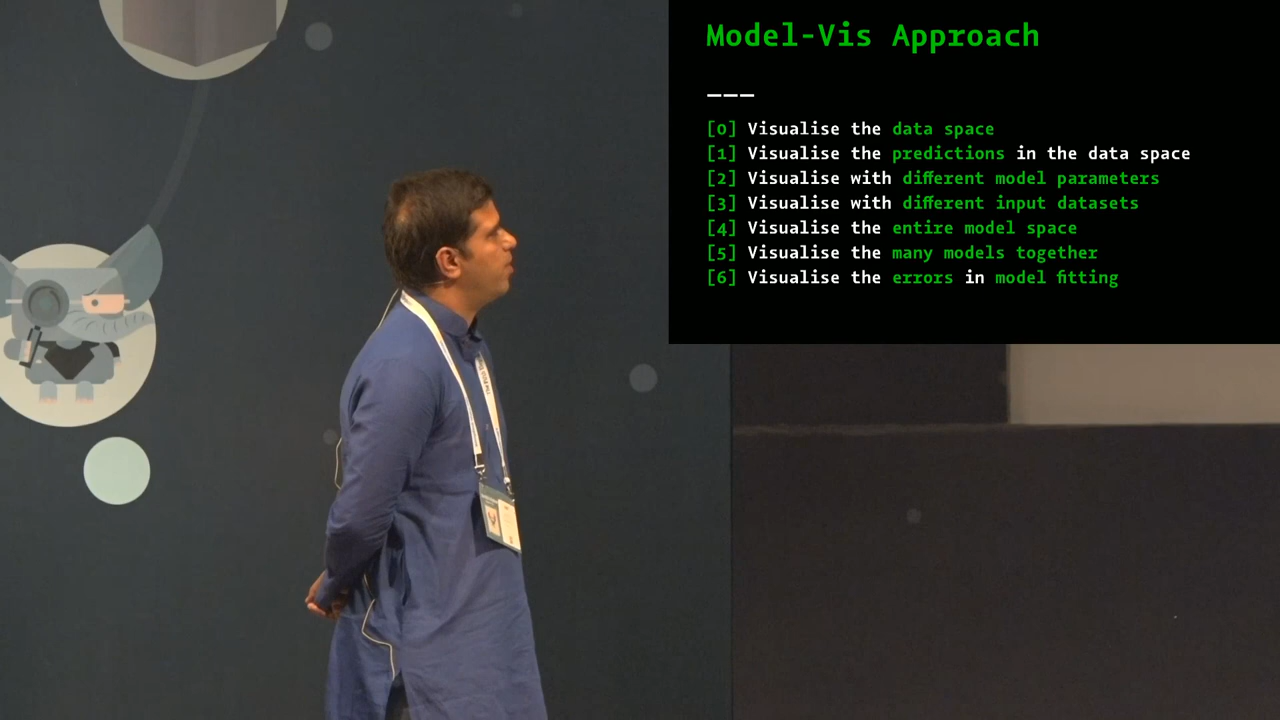 Model-Vis Approach
———
[0] Visualise the data space
[1] Visualise the predictions in the data space
[2] Visualise with different model parameters
[3] Visualise with different input datasets
[4] Visualise the entire model space
[5] Visualise the many models together
[6] Visualise the errors in model fitting